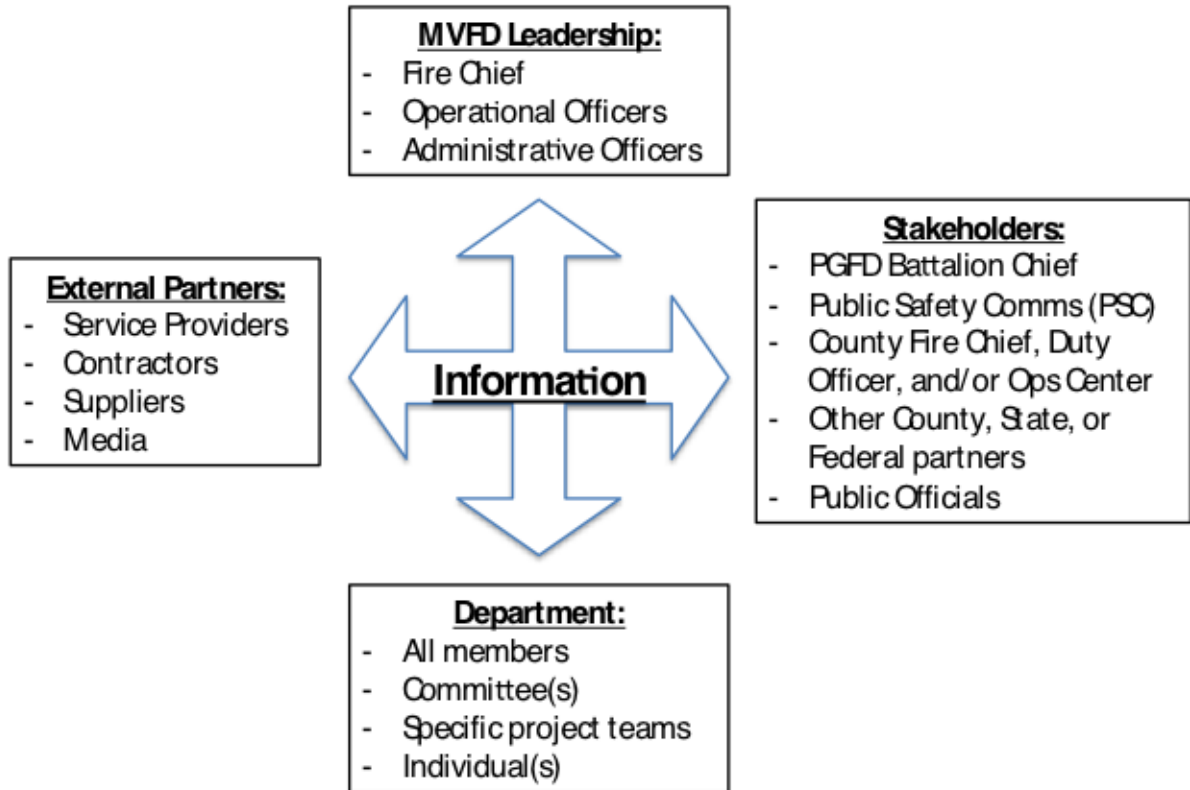 MVFD Leadership:
- Fire Chief
- Operational Officers
- Administrative Officers
Stakeholders:
- PGFD Battalion Chief
- Public Safety Comms (PSC)
- County Fire Chief, Duty
Officer, and/or Ops Center
- Other County, State, or
Federal partners
- Public Officials
External Partners:
- Service Providers
- Contractors
- Suppliers
- Media
Information
Department:
- All members
- Committee(s)
- Specific project teams
- Individual(s)